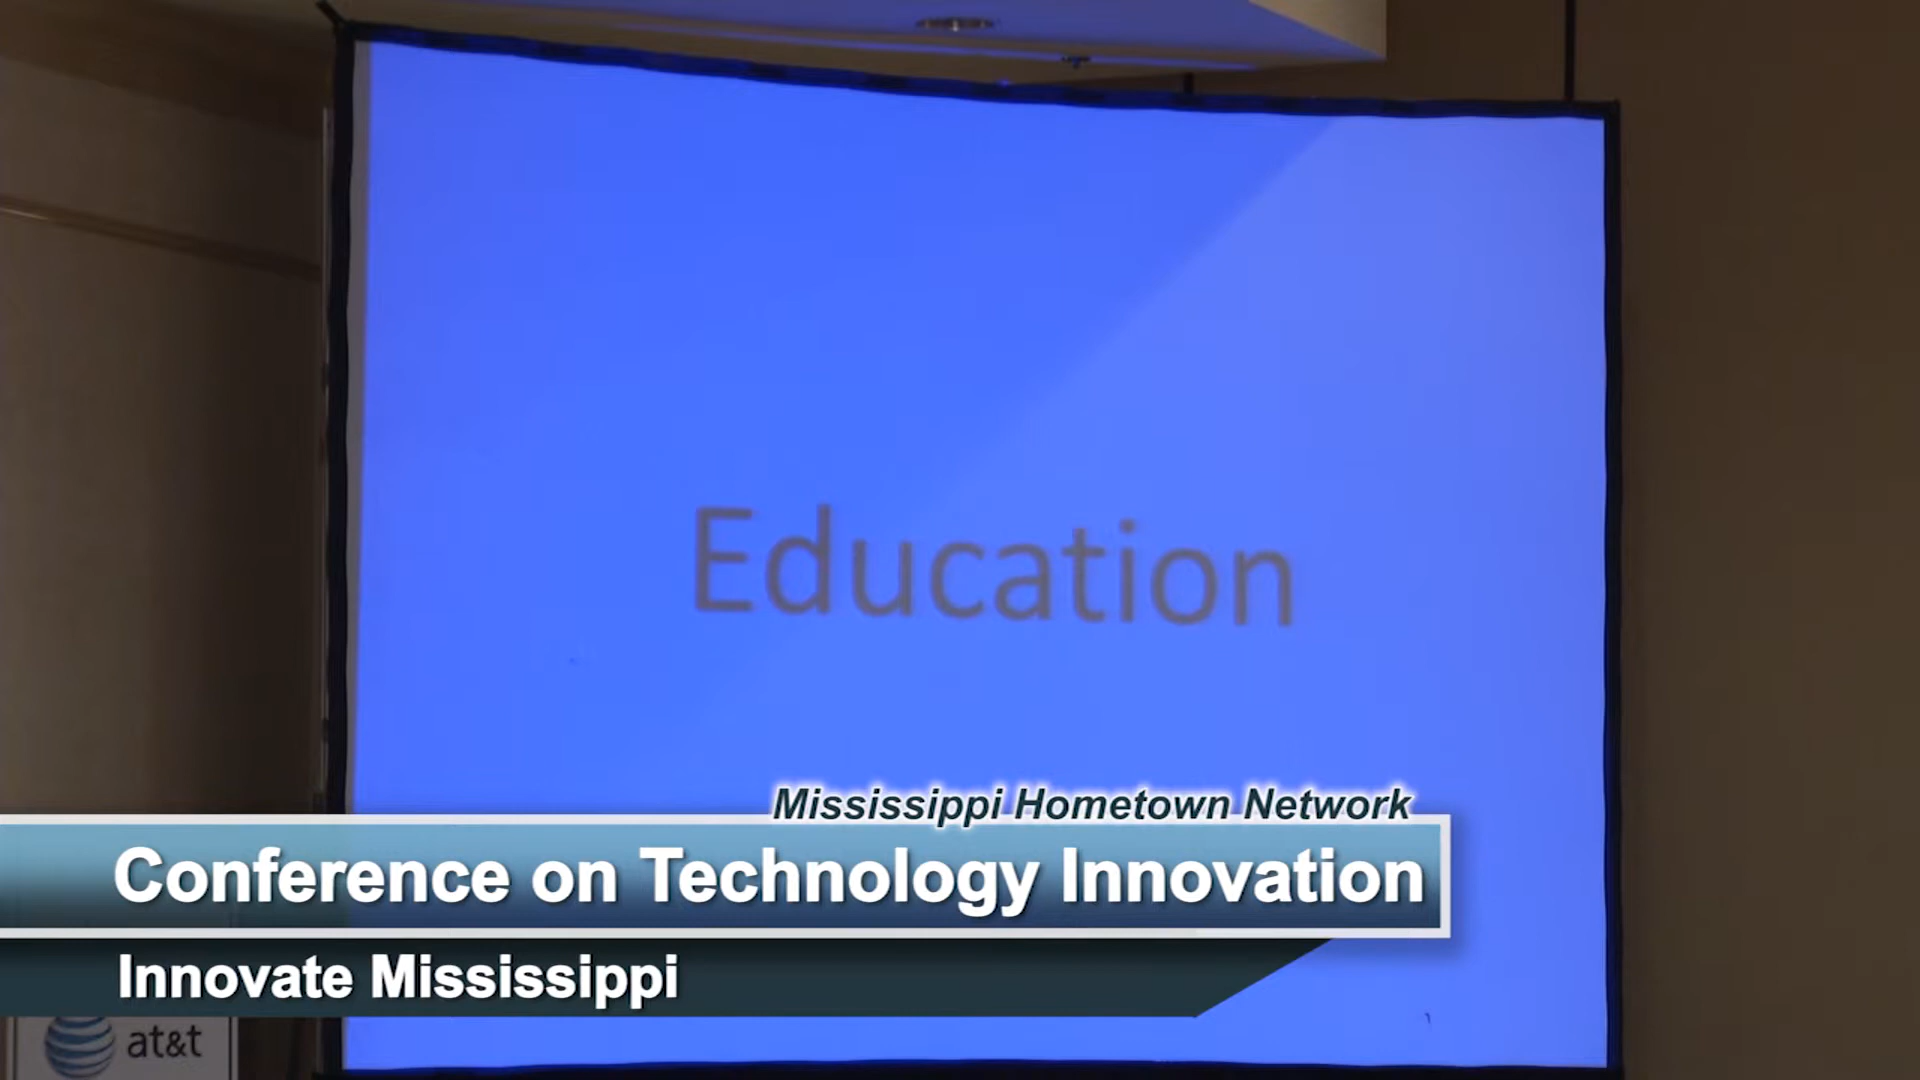 Education
Mississippi Hometown Network
Conference on Technology Innovation
Innovate Mississippi
at&t